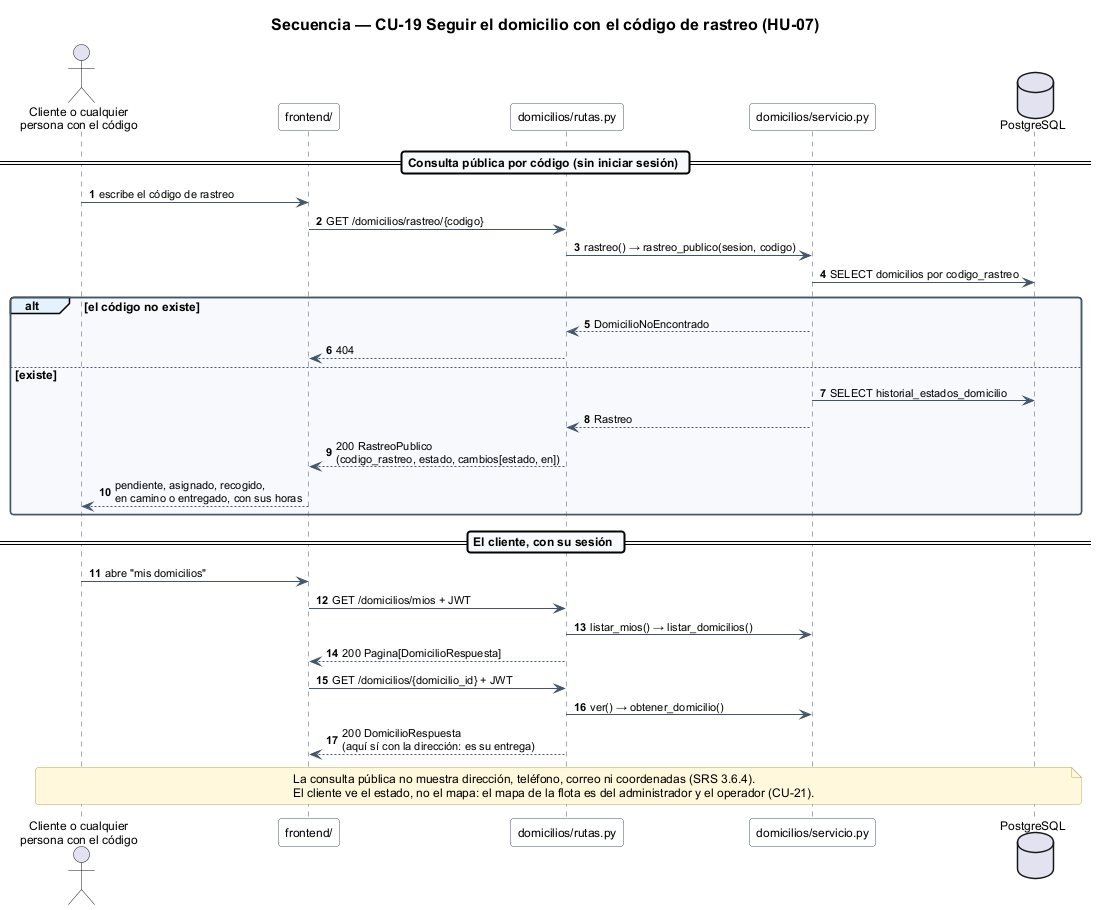 Secuencia — CU-19 Seguir el domicilio con el código de rastreo (HU-07)
Cliente o cualquier
persona con el código
frontend/
domicilios/rutas.py
domicilios/servicio.py
PostgreSQL
Consulta pública por código (sin iniciar sesión)
1 escribe el código de rastreo
2 GET /domicilios/rastreo/{codigo}
3 rastreo() → rastreo_publico(sesion, codigo)
4 SELECT domicilios por codigo_rastreo
alt [el código no existe]
5 DomicilioNoEncontrado
6 404
[existe]
7 SELECT historial_estados_domicilio
8 Rastreo
9 200 RastreoPublico
(codigo_rastreo, estado, cambios[estado, en])
10 pendiente, asignado, recogido,
en camino o entregado, con sus horas
El cliente, con su sesión
11 abre "mis domicilios"
12 GET /domicilios/mios + JWT
13 listar_mios() → listar_domicilios()
14 200 Pagina[DomicilioRespuesta]
15 GET /domicilios/{domicilio_id} + JWT
16 ver() → obtener_domicilio()
17 200 DomicilioRespuesta
(aquí sí con la dirección: es su entrega)
La consulta pública no muestra dirección, teléfono, correo ni coordenadas (SRS 3.6.4).
El cliente ve el estado, no el mapa: el mapa de la flota es del administrador y el operador (CU-21).
Cliente o cualquier
persona con el código
frontend/
domicilios/rutas.py
domicilios/servicio.py
PostgreSQL